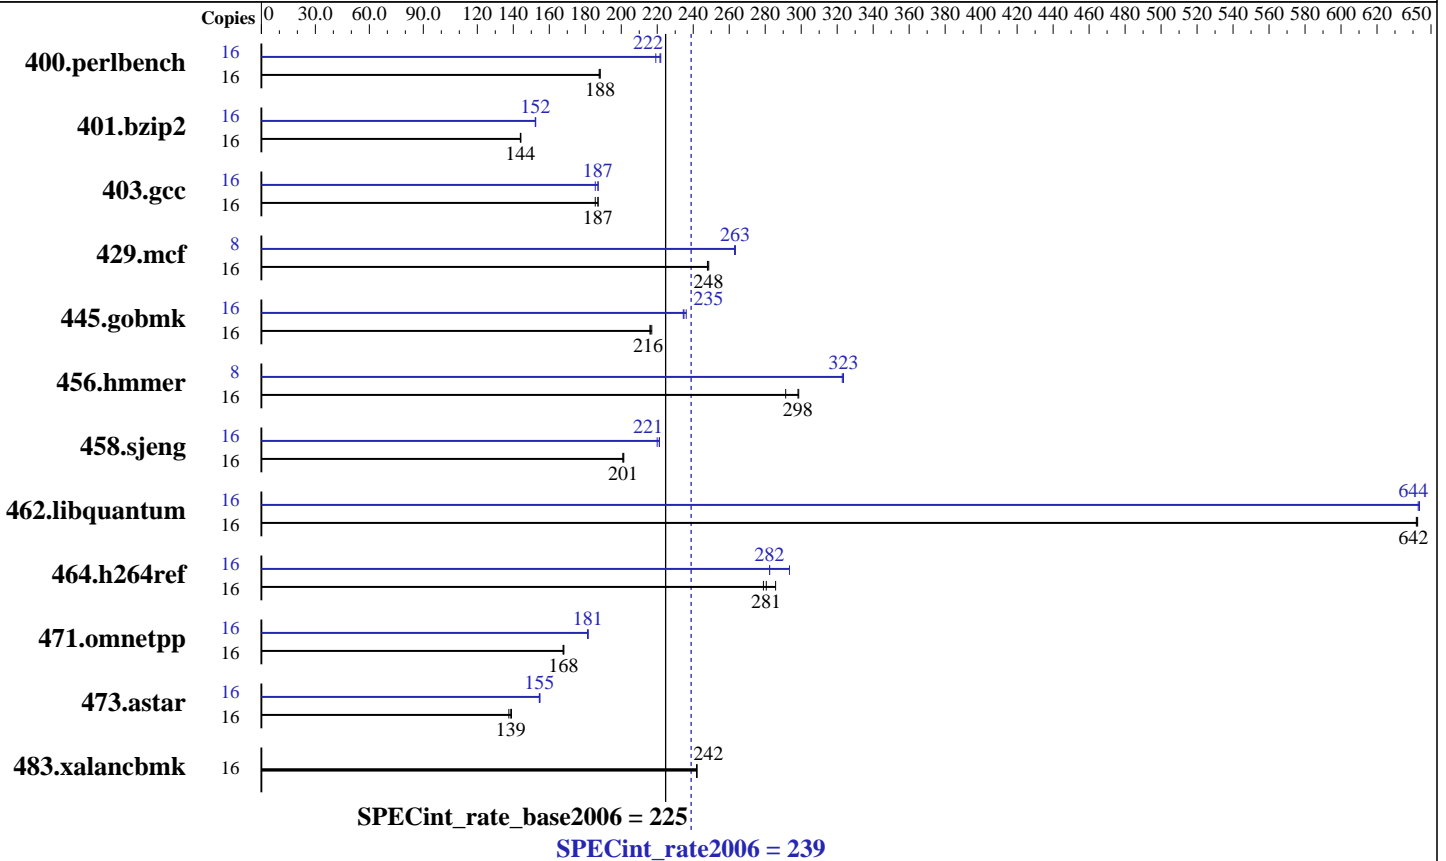 Copies 0 30.0 60.0 90.0 120 140 160 180 200 220 240 260 280 300 320 340 360 380 400 420 440 460 480 500 520 540 560 580 600 620 650
400.perlbench 16 222
16 188
401.bzip2 16 152
16 144
403.gcc 16 187
16 187
429.mcf 8 263
16 248
445.gobmk 16 235
16 216
456.hmmer 8 323
16 298
458.sjeng 16 221
16 201
462.libquantum 16 644
16 642
464.h264ref 16 282
16 281
471.omnetpp 16 181
16 168
473.astar 16 155
16 139
483.xalancbmk 16 242
SPECint_rate_base2006 = 225
SPECint_rate2006 = 239